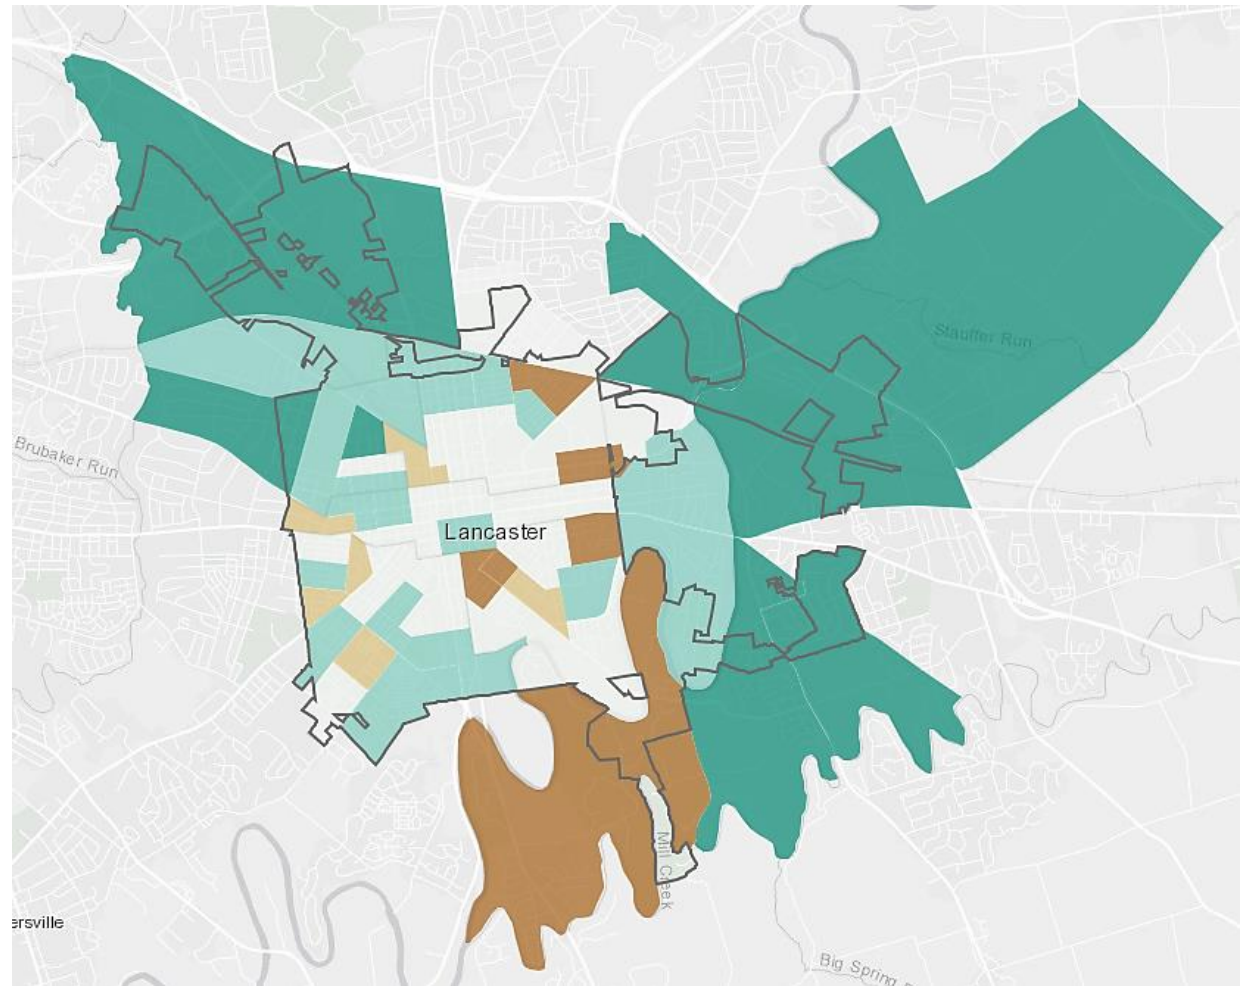 Stauffer Run
Brubaker Run
Lancaster
Mill Creek
ersville
Big Spring